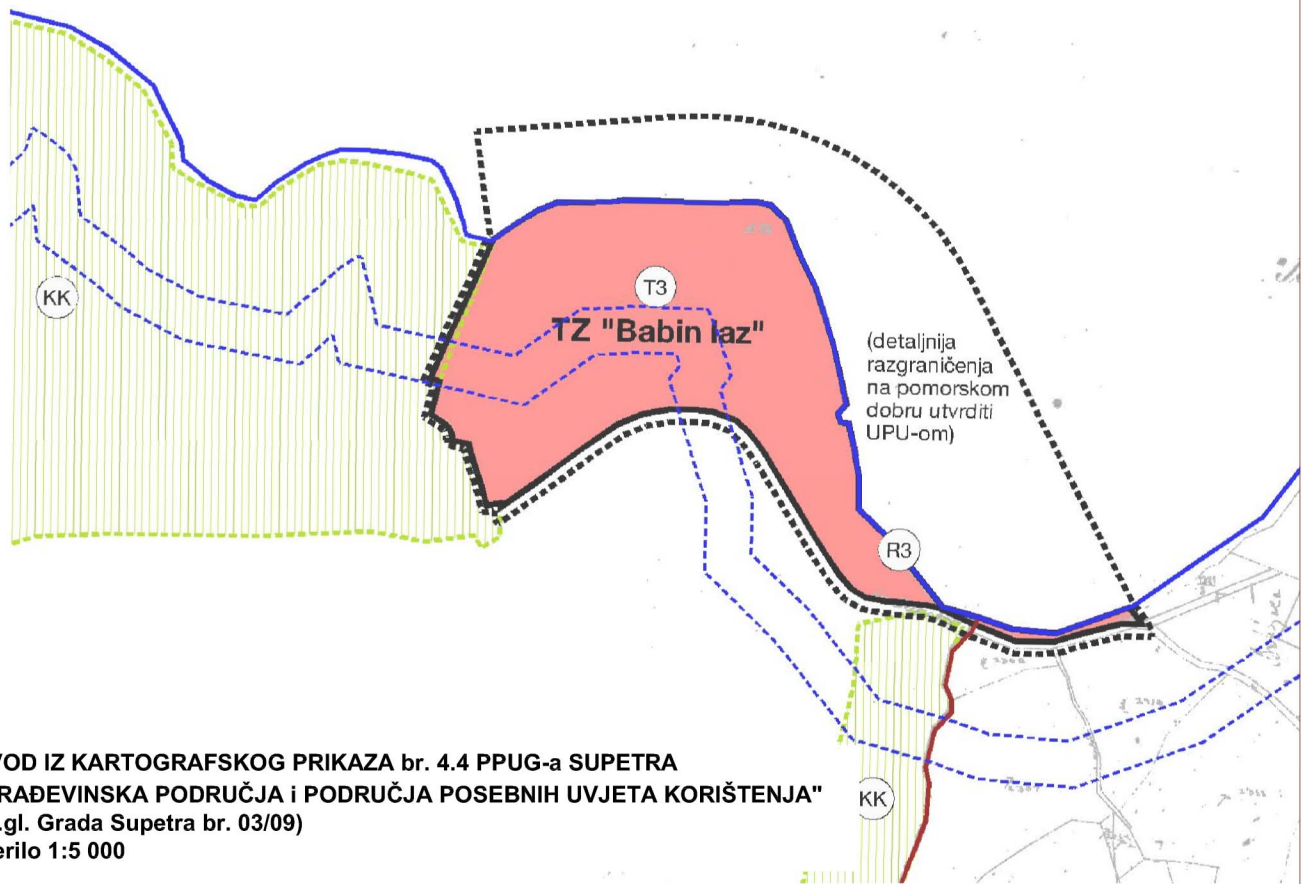 KK
T3
TZ "Babin laz"
(detaljnija
razgraničenja
na pomorskom
dobru utvrditi
UPU-om)
R3
KK
VOD IZ KARTOGRAFSKOG PRIKAZA br. 4.4 PPUG-a SUPETRA
RAĐEVINSKA PODRUČJA i PODRUČJA POSEBNIH UVJETA KORIŠTENJA"
.gl. Grada Supetra br. 03/09)
erilo 1:5 000